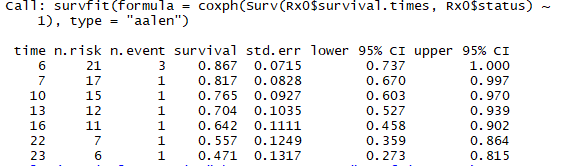 Call: survfit(formula = coxph(Surv(Rx0$survival.times, Rx0$status) ~
1), type = "aalen")
time n.risk n.event survival std.err lower 95% CI upper 95% CI
6 21 3 0.867 0.0715 0.737 1.000
7 17 1 0.817 0.0828 0.670 0.997
10 15 1 0.765 0.0927 0.603 0.970
13 12 1 0.704 0.1035 0.527 0.939
16 11 1 0.642 0.1111 0.458 0.902
22 7 1 0.557 0.1249 0.359 0.864
23 6 1 0.471 0.1317 0.273 0.815